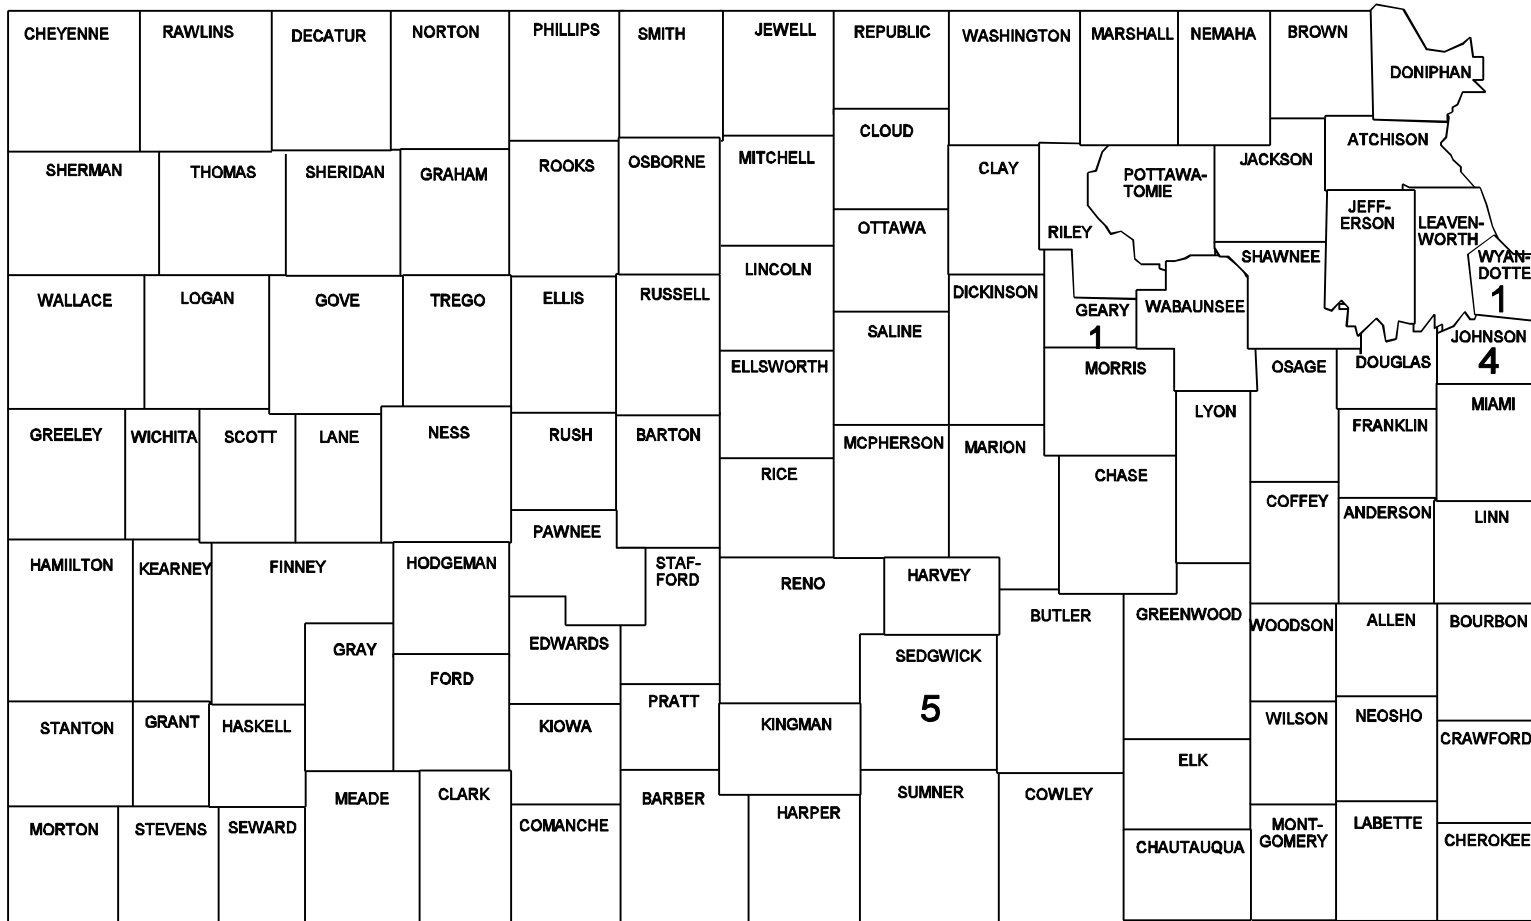 CHEYENNE
RAWLINS
DECATUR
NORTON
PHILLIPS
SMITH
JEWELL
REPUBLIC
WASHINGTON
MARSHALL
NEMAHA
BROWN
DONIPHAN
CLOUD
ATCHISON
SHERMAN
THOMAS
SHERIDAN
GRAHAM
ROOKS
OSBORNE
MITCHELL
CLAY
POTTAWA-
TOMIE
JACKSON
JEFF-
ERSON
LEAVEN-
WORTH
OTTAWA
RILEY
SHAWNEE
WYAN-
DOTTE
1
WALLACE
LOGAN
GOVE
TREGO
ELLIS
RUSSELL
LINCOLN
DICKINSON
GEARY
1
WABAUNSEE
SALINE
JOHNSON
4
ELLSWORTH
MORRIS
OSAGE
DOUGLAS
MIAMI
GREELEY
WICHITA
SCOTT
LANE
NESS
RUSH
BARTON
MCPHERSON
MARION
LYON
FRANKLIN
RICE
CHASE
COFFEY
ANDERSON
LINN
PAWNEE
HAMIILTON
KEARNEY
FINNEY
HODGEMAN
STAF-
FORD
RENO
HARVEY
BUTLER
GREENWOOD
WOODSON
ALLEN
BOURBON
GRAY
EDWARDS
SEDGWICK
5
FORD
PRATT
STANTON
GRANT
HASKELL
KIOWA
KINGMAN
WILSON
NEOSHO
CRAWFORD
ELK
MEADE
CLARK
BARBER
HARPER
SUMNER
COWLEY
MORTON
STEVENS
SEWARD
COMANCHE
CHAUTAUQUA
MONT-
GOMERY
LABETTE
CHEROKEE